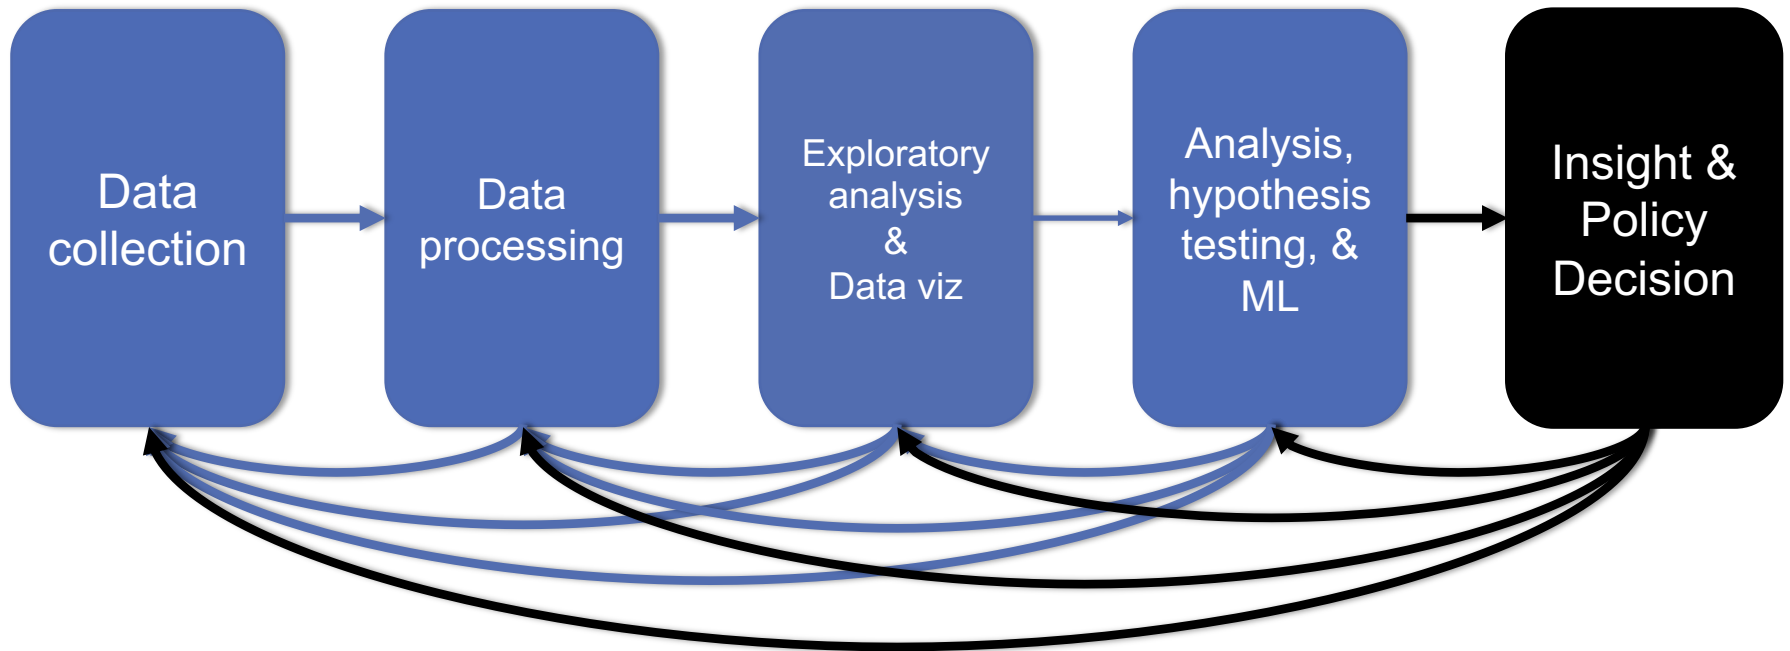 Data
collection
Data
processing
Exploratory
analysis
&
Data viz
Analysis,
hypothesis
testing, &
ML
Insight &
Policy
Decision